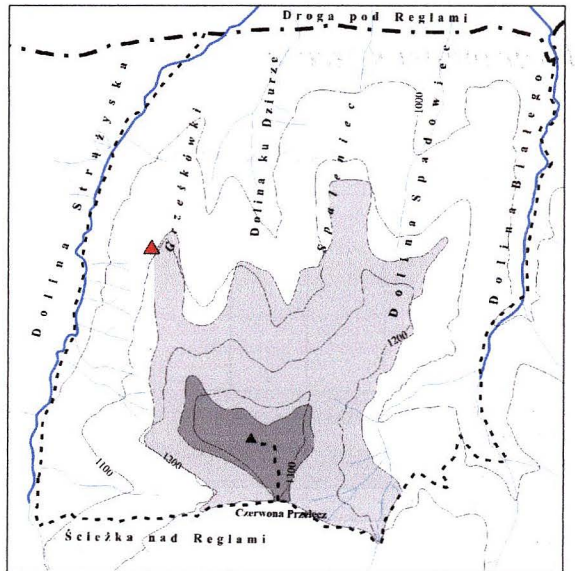 Droga pod Reglami
Dolina Strążyska
Grześkówki
Dolina ku Dziurze
Spaleniec
1000
Dolina Spadowiec
Dolina Białego
1200
1100
1200
1300
Czerwona Przełęcz
Ścieżka nad Reglami